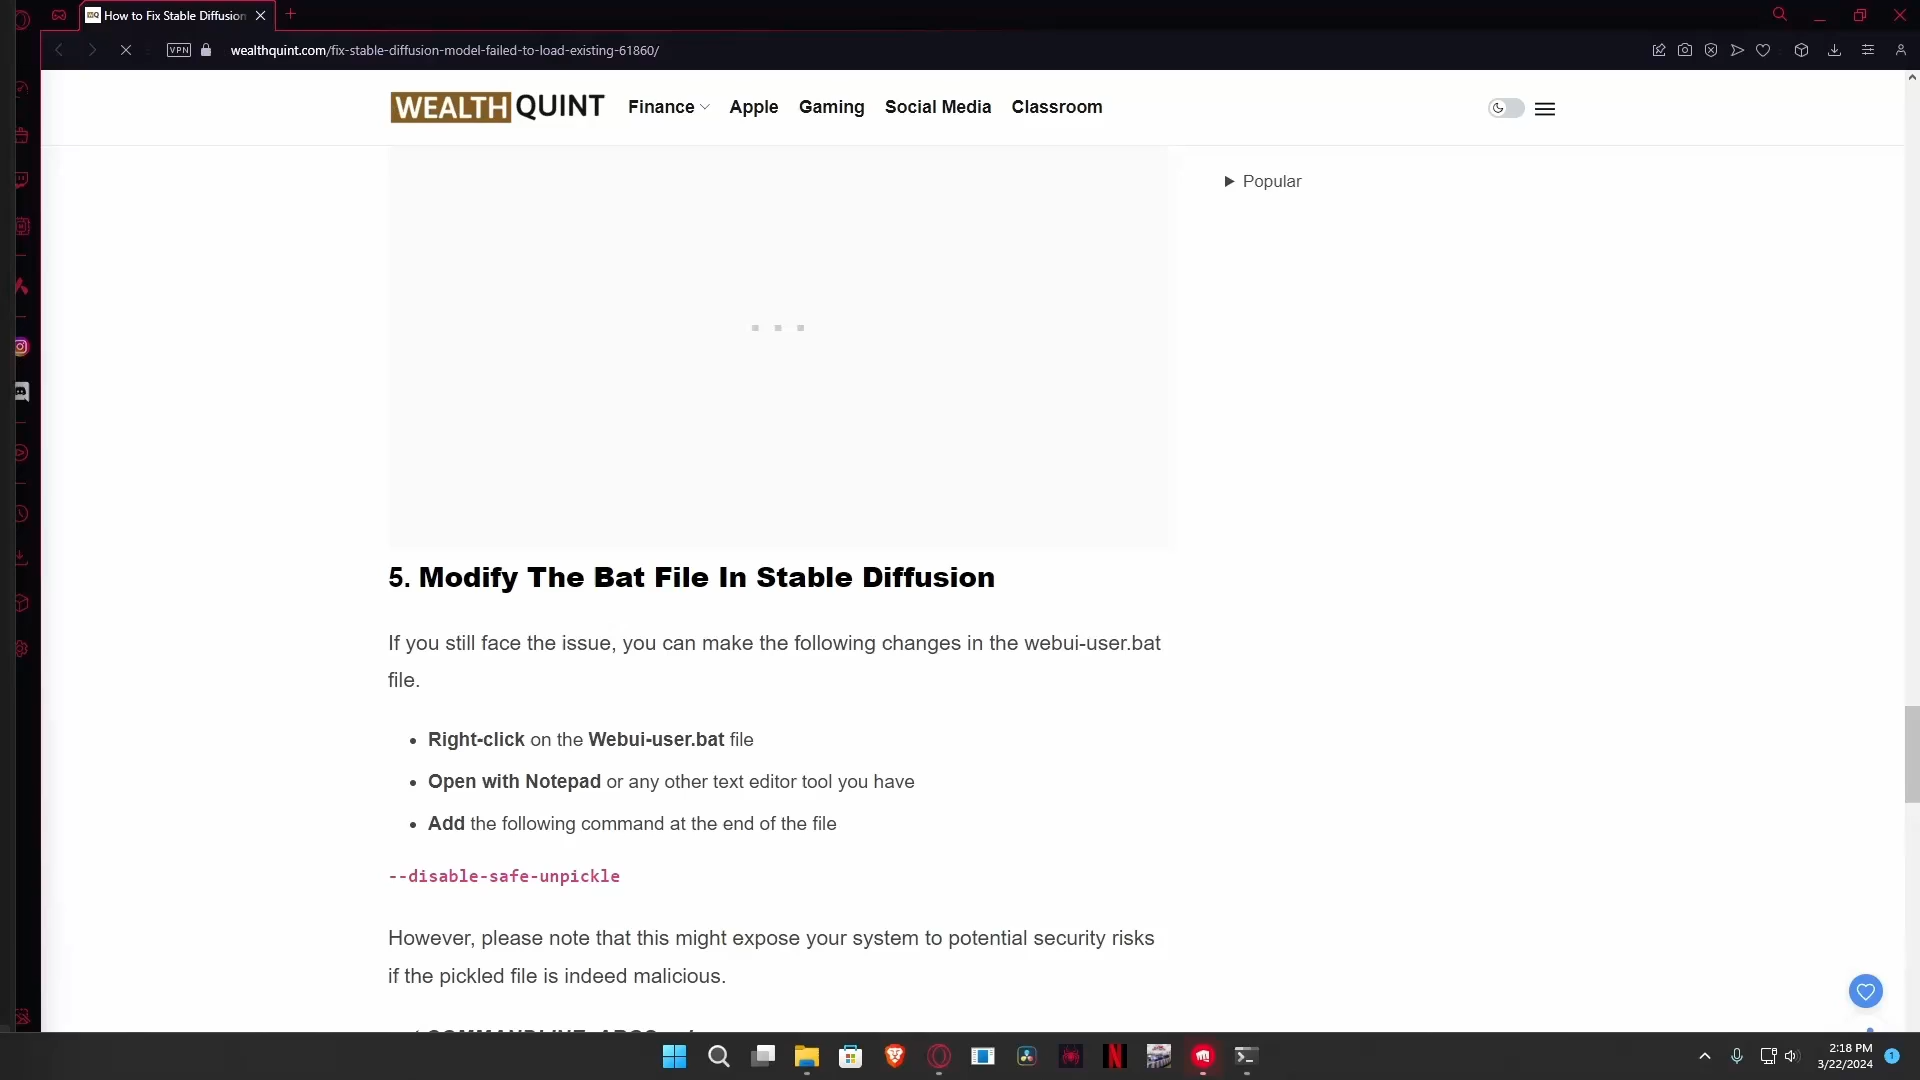 How to Fix Stable Diffusion
VPN
wealthquint.com/fix-stable-diffusion-model-failed-to-load-existing-61860/
WEALTH QUINT
Finance
Apple
Gaming
Social Media
Classroom
Popular
5. Modify The Bat File In Stable Diffusion
If you still face the issue, you can make the following changes in the webui-user.bat
file.
Right-click on the Webui-user.bat file
Open with Notepad or any other text editor tool you have
Add the following command at the end of the file
--disable-safe-unpickle
However, please note that this might expose your system to potential security risks
if the pickled file is indeed malicious.
2:18 PM
3/22/2024
1